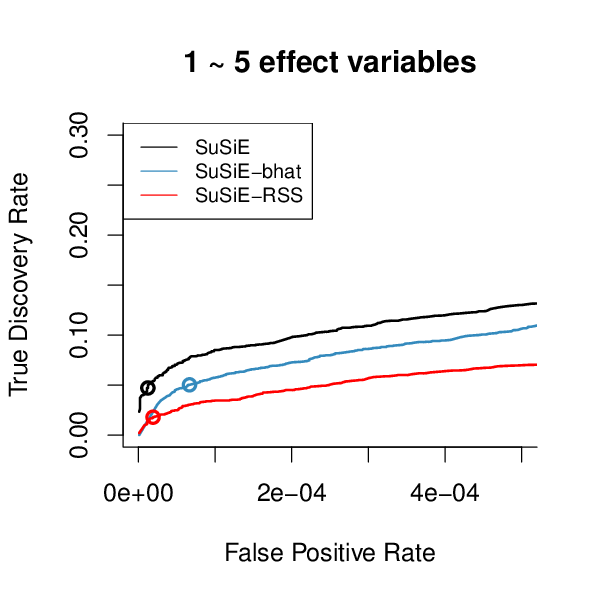 1 ~ 5 effect variables
True Discovery Rate
0.30
0.20
0.10
0.00
SuSiE
SuSiE−bhat
SuSiE−RSS
0e+00 2e−04 4e−04
False Positive Rate